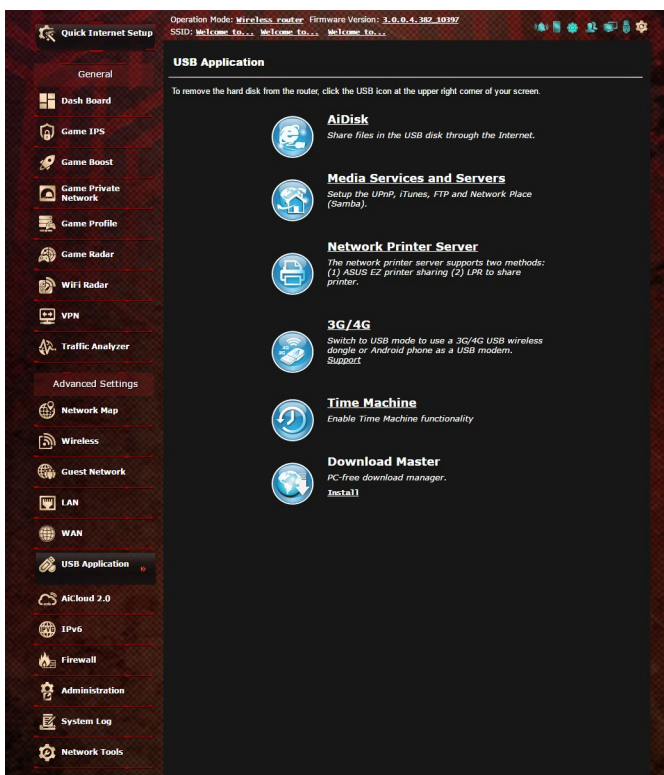 Quick Internet Setup
Operation Mode: Wireless router Firmware Version: 3.0.0.4.382_10397
SSID: Welcome to... Welcome to... Welcome to...
General
Dash Board
Game IPS
Game Boost
Game Private
Network
Game Profile
Game Radar
WiFi Radar
VPN
Traffic Analyzer
Advanced Settings
Network Map
Wireless
Guest Network
LAN
WAN
USB Application
AiCloud 2.0
IPv6
Firewall
Administration
System Log
Network Tools
USB Application
To remove the hard disk from the router, click the USB icon at the upper right corner of your screen.
AiDisk
Share files in the USB disk through the Internet.
Media Services and Servers
Setup the UPnP, iTunes, FTP and Network Place
(Samba).
Network Printer Server
The network printer server supports two methods:
(1) ASUS EZ printer sharing (2) LPR to share
printer.
3G/4G
Switch to USB mode to use a 3G/4G USB wireless
dongle or Android phone as a USB modem.
Support
Time Machine
Enable Time Machine functionality
Download Master
PC-free download manager.
Install